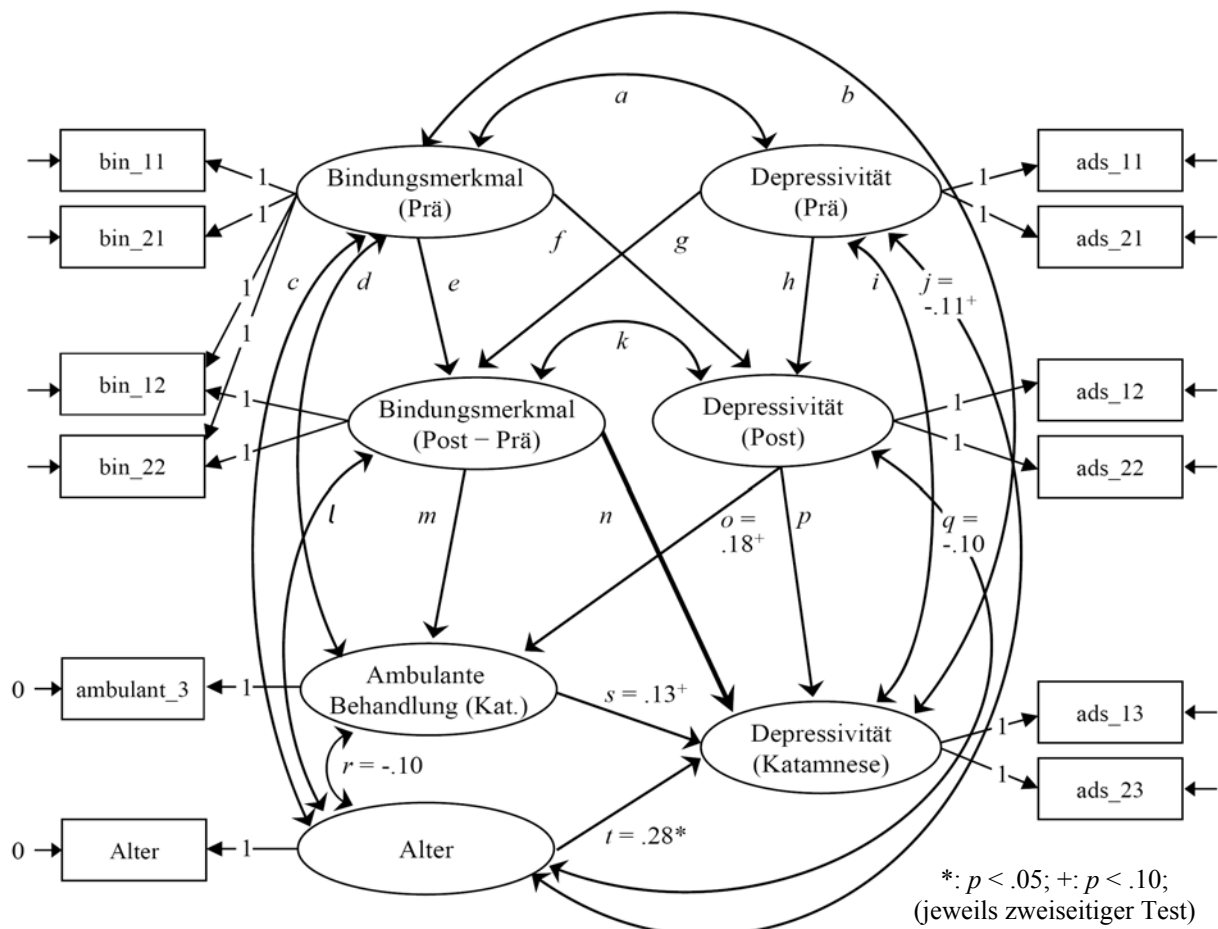 a
b
bin_11
1
Bindungsmerkmal
(Prä)
Depressivität
(Prä)
1
ads_11
bin_21
1
1
ads_21
1
1
c
d
e
f
g
h
i
j =
-.11⁺
k
bin_12
1
Bindungsmerkmal
(Post − Prä)
Depressivität
(Post)
1
ads_12
bin_22
1
1
ads_22
l
m
n
o =
.18⁺
p
q =
-.10
0
ambulant_3
1
Ambulante
Behandlung (Kat.)
s = .13⁺
Depressivität
(Katamnese)
1
ads_13
1
ads_23
r = -.10
0
Alter
1
Alter
t = .28*
*: p < .05; +: p < .10;
(jeweils zweiseitiger Test)